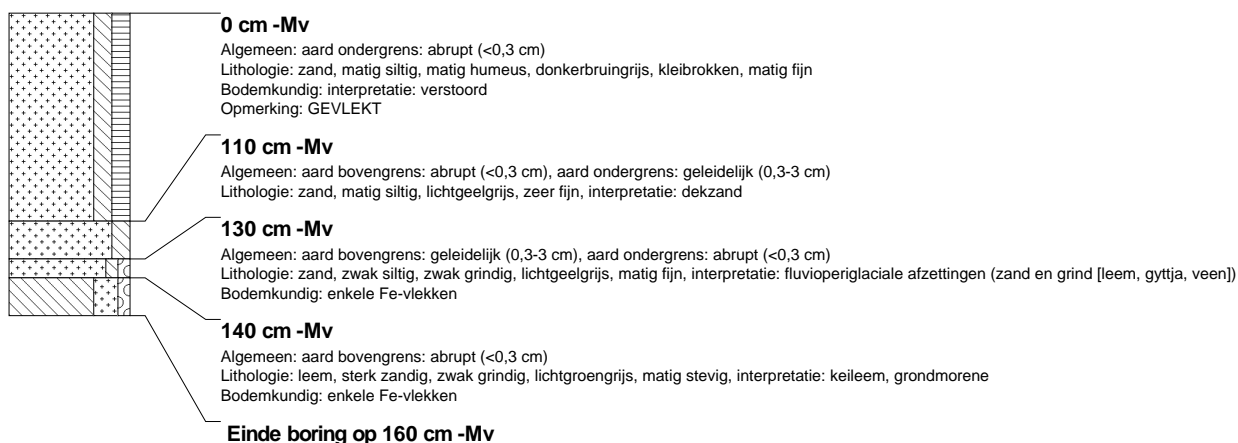 0 cm -Mv
Algemeen: aard ondergrens: abrupt (<0,3 cm)
Lithologie: zand, matig siltig, matig humeus, donkerbruingrijs, kleibrokken, matig fijn
Bodemkundig: interpretatie: verstoord
Opmerking: GEVLEKT
110 cm -Mv
Algemeen: aard bovengrens: abrupt (<0,3 cm), aard ondergrens: geleidelijk (0,3-3 cm)
Lithologie: zand, matig siltig, lichtgeelgrijs, zeer fijn, interpretatie: dekzand
130 cm -Mv
Algemeen: aard bovengrens: geleidelijk (0,3-3 cm), aard ondergrens: abrupt (<0,3 cm)
Lithologie: zand, zwak siltig, zwak grindig, lichtgeelgrijs, matig fijn, interpretatie: fluvioperiglaciale afzettingen (zand en grind [leem, gyttja, veen])
Bodemkundig: enkele Fe-vlekken
140 cm -Mv
Algemeen: aard bovengrens: abrupt (<0,3 cm)
Lithologie: leem, sterk zandig, zwak grindig, lichtgroengrijs, matig stevig, interpretatie: keileem, grondmorene
Bodemkundig: enkele Fe-vlekken
Einde boring op 160 cm -Mv